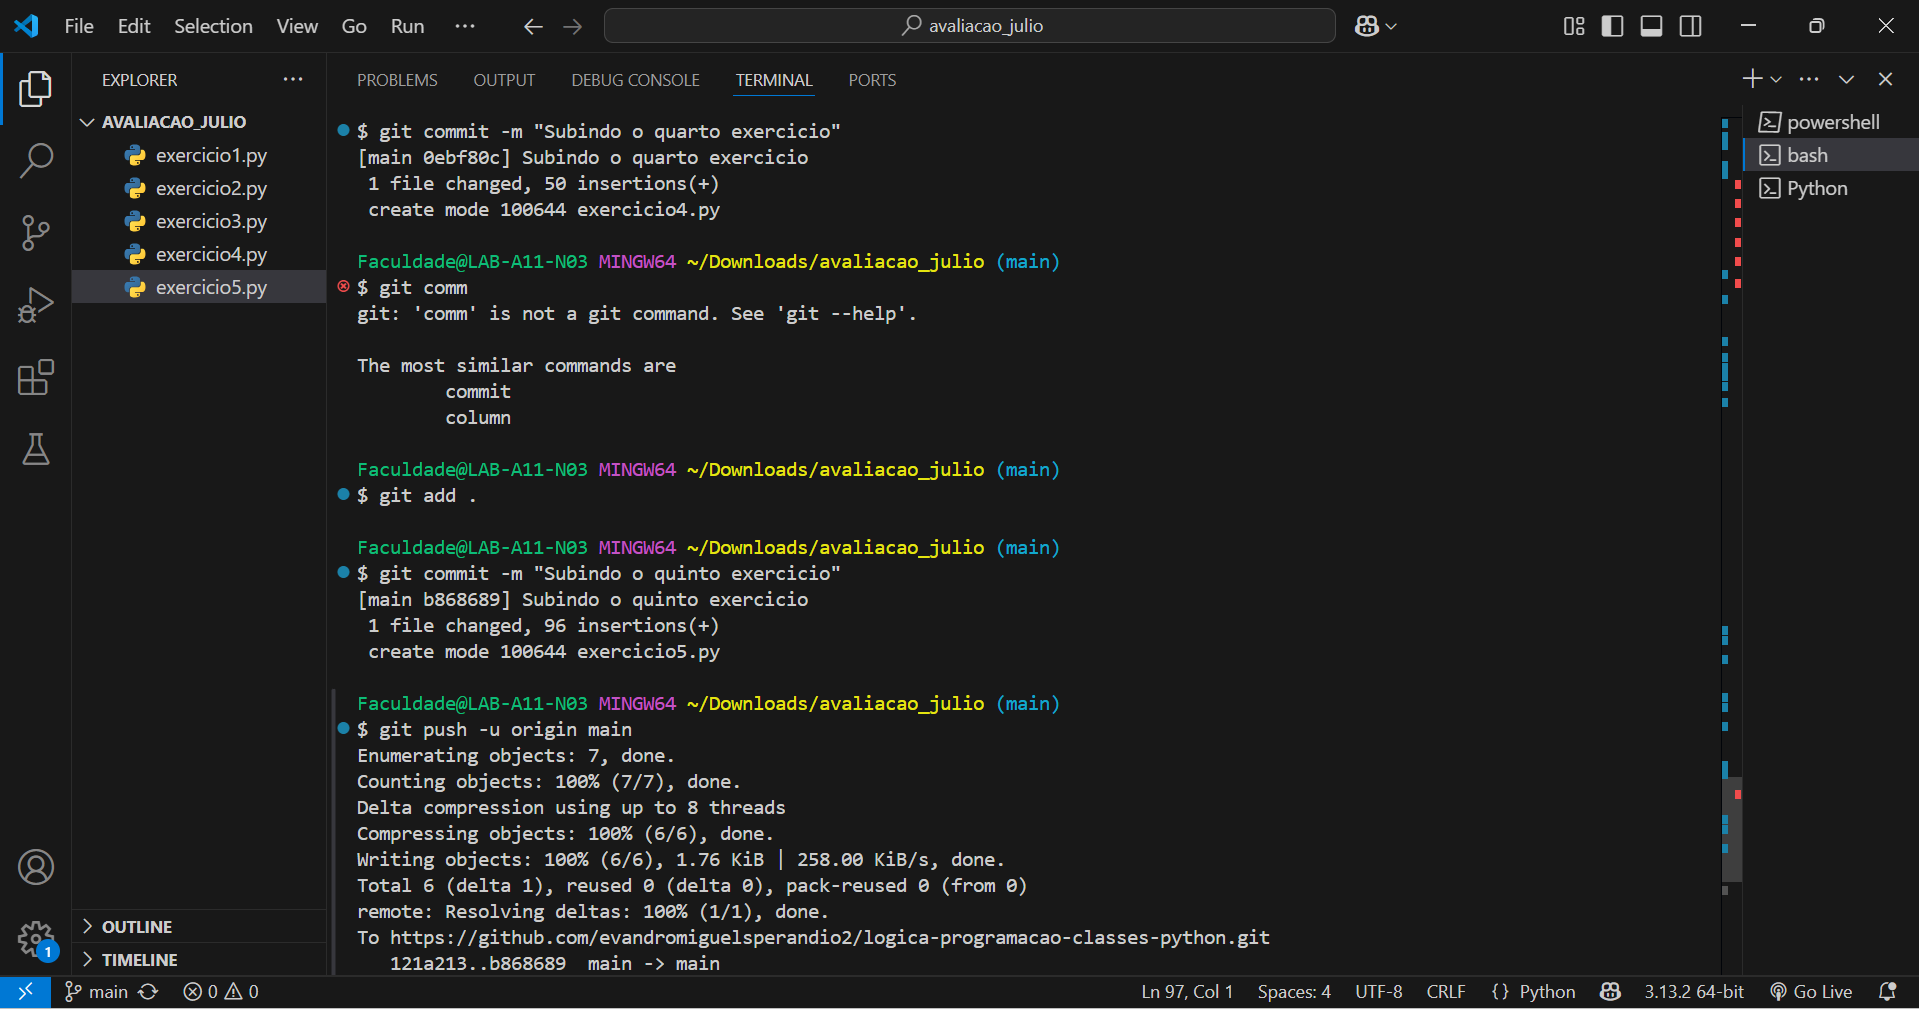 File Edit Selection View Go Run ··· avaliacao_julio
EXPLORER ···
AVALIACAO_JULIO
exercicio1.py
exercicio2.py
exercicio3.py
exercicio4.py
exercicio5.py
OUTLINE
TIMELINE
PROBLEMS OUTPUT DEBUG CONSOLE TERMINAL PORTS
$ git commit -m "Subindo o quarto exercicio"
[main 0ebf80c] Subindo o quarto exercicio
1 file changed, 50 insertions(+)
create mode 100644 exercicio4.py
Faculdade@LAB-A11-N03 MINGW64 ~/Downloads/avaliacao_julio (main)
$ git comm
git: 'comm' is not a git command. See 'git --help'.
The most similar commands are
commit
column
Faculdade@LAB-A11-N03 MINGW64 ~/Downloads/avaliacao_julio (main)
$ git add .
Faculdade@LAB-A11-N03 MINGW64 ~/Downloads/avaliacao_julio (main)
$ git commit -m "Subindo o quinto exercicio"
[main b868689] Subindo o quinto exercicio
1 file changed, 96 insertions(+)
create mode 100644 exercicio5.py
Faculdade@LAB-A11-N03 MINGW64 ~/Downloads/avaliacao_julio (main)
$ git push -u origin main
Enumerating objects: 7, done.
Counting objects: 100% (7/7), done.
Delta compression using up to 8 threads
Compressing objects: 100% (6/6), done.
Writing objects: 100% (6/6), 1.76 KiB | 258.00 KiB/s, done.
Total 6 (delta 1), reused 0 (delta 0), pack-reused 0 (from 0)
remote: Resolving deltas: 100% (1/1), done.
To https://github.com/evandromiguelsperandio2/logica-programacao-classes-python.git
121a213..b868689 main -> main
powershell
bash
Python
1
main 0 0 Ln 97, Col 1 Spaces: 4 UTF-8 CRLF {} Python 3.13.2 64-bit Go Live